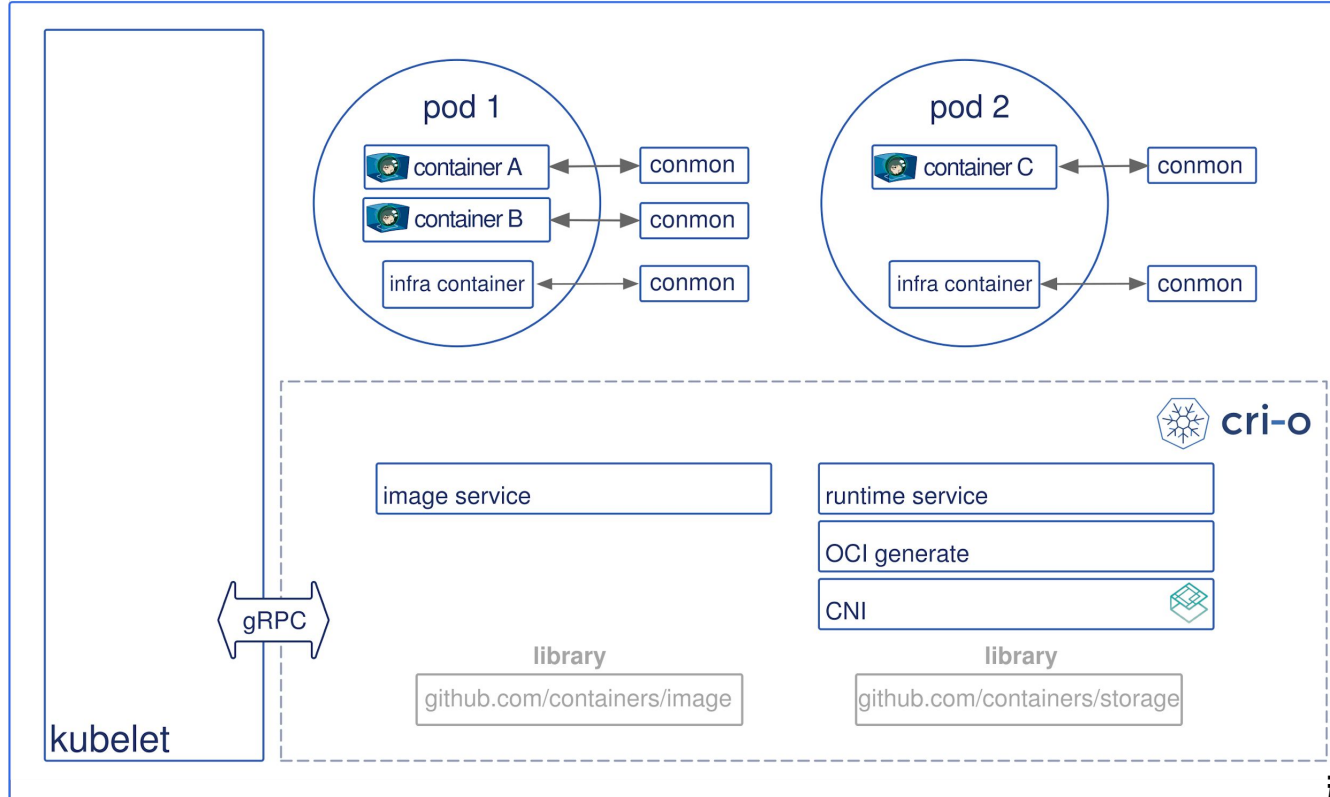 pod 1
container A
conmon
container B
conmon
infra container
conmon
pod 2
container C
conmon
infra container
conmon
cri-o
image service
runtime service
OCI generate
CNI
gRPC
library
github.com/containers/image
library
github.com/containers/storage
kubelet